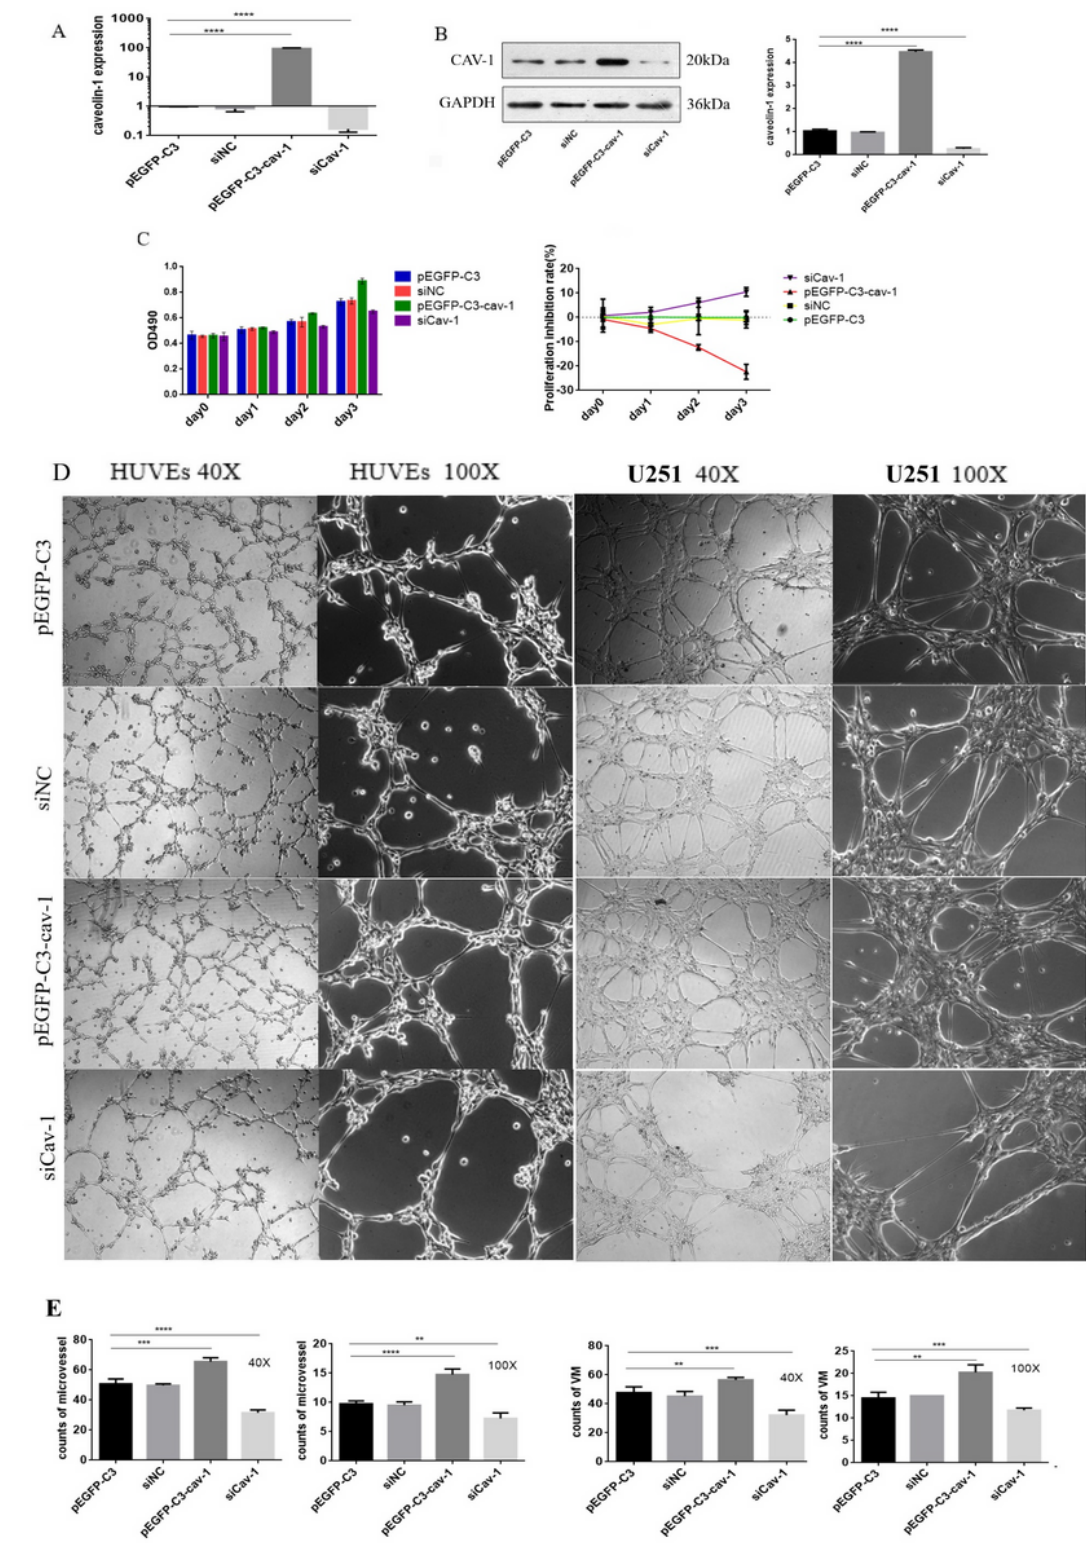 A
****
****
caveolin-1 expression
1000
100
10
1
0.1
pEGFP-C3
siNC
pEGFP-C3-cav-1
siCav-1
B
CAV-1
20kDa
GAPDH
36kDa
pEGFP-C3
siNC
pEGFP-C3-cav-1
siCav-1
****
****
caveolin-1 expression
5
4
3
2
1
0
pEGFP-C3
siNC
pEGFP-C3-cav-1
siCav-1
C
OD490
1.0
0.8
0.6
0.4
0.2
0.0
day0
day1
day2
day3
pEGFP-C3
siNC
pEGFP-C3-cav-1
siCav-1
Proliferation inhibition rate(%)
20
10
0
-10
-20
-30
day0
day1
day2
day3
siCav-1
pEGFP-C3-cav-1
siNC
pEGFP-C3
D
HUVEs 40X
HUVEs 100X
U251 40X
U251 100X
pEGFP-C3
siNC
pEGFP-C3-cav-1
siCav-1
E
****
***
40X
counts of microvessel
80
60
40
20
0
pEGFP-C3
siNC
pEGFP-C3-cav-1
siCav-1
**
****
100X
counts of microvessel
20
15
10
5
0
pEGFP-C3
siNC
pEGFP-C3-cav-1
siCav-1
***
**
40X
counts of VM
80
60
40
20
0
pEGFP-C3
siNC
pEGFP-C3-cav-1
siCav-1
***
**
100X
counts of VM
25
20
15
10
5
0
pEGFP-C3
siNC
pEGFP-C3-cav-1
siCav-1